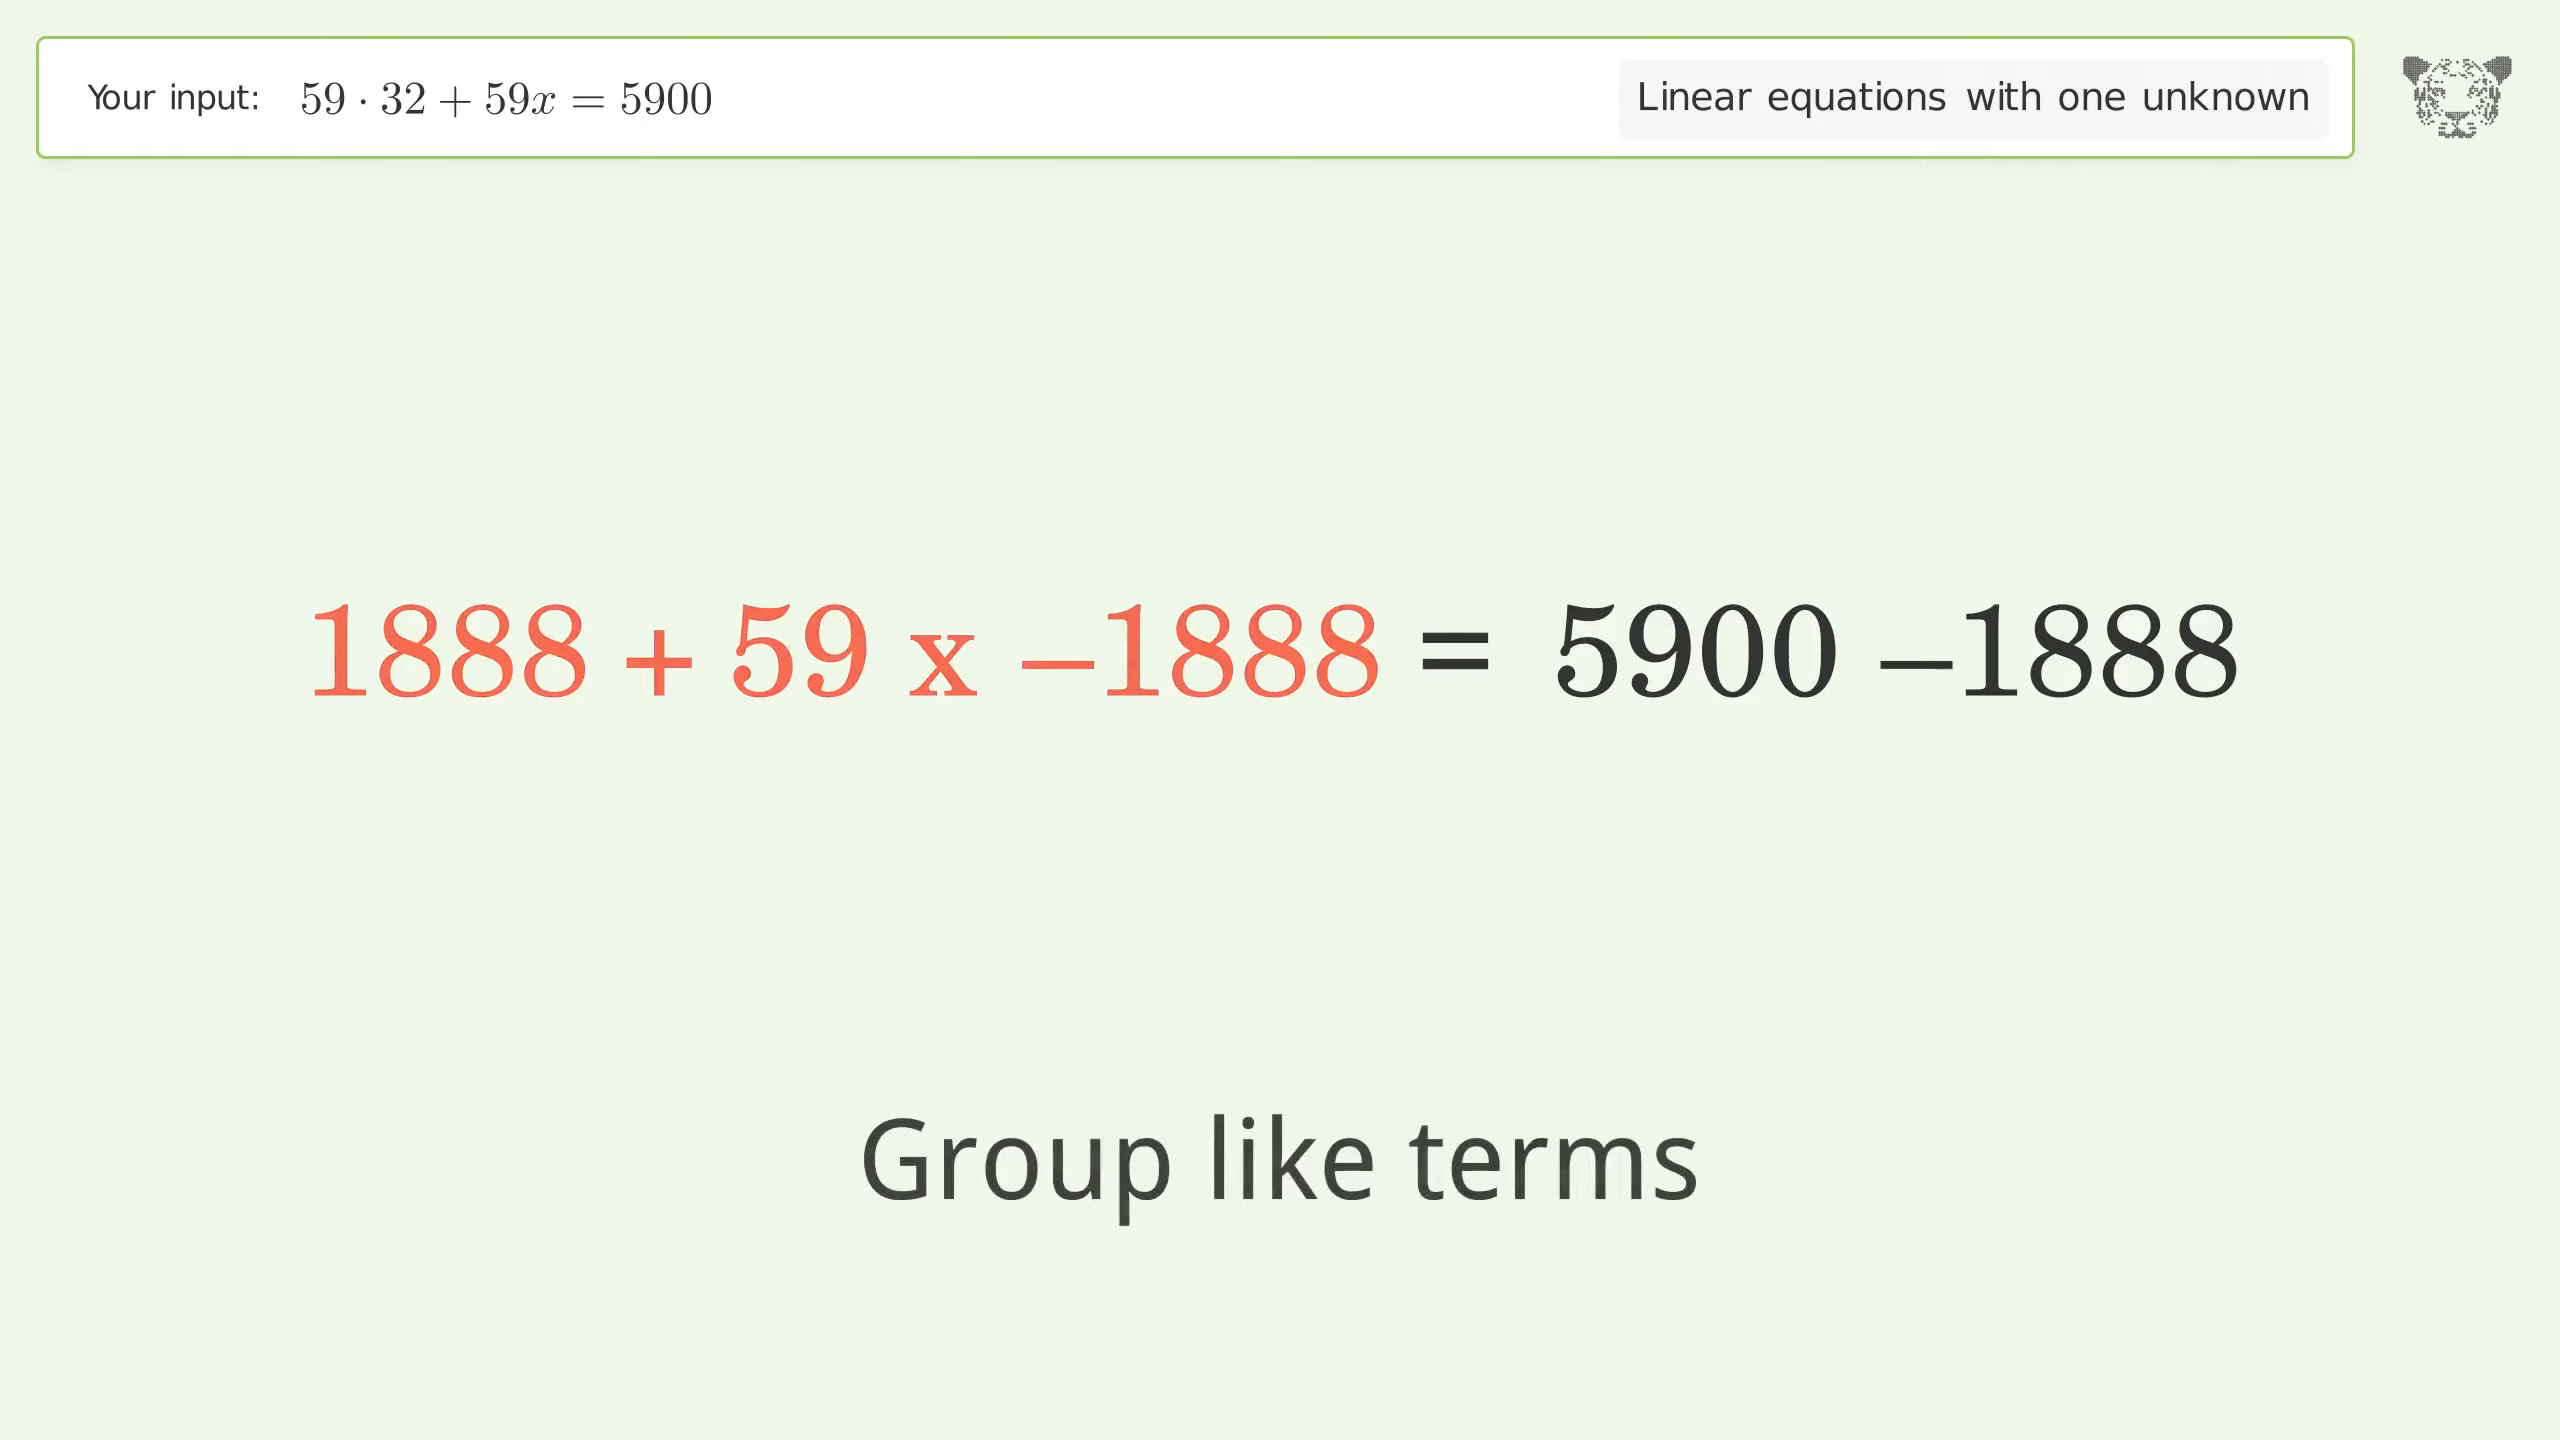 Your input: 59 · 32 + 59x = 5900
Linear equations with one unknown
1888 + 59 x –1888 = 5900 –1888
Group like terms